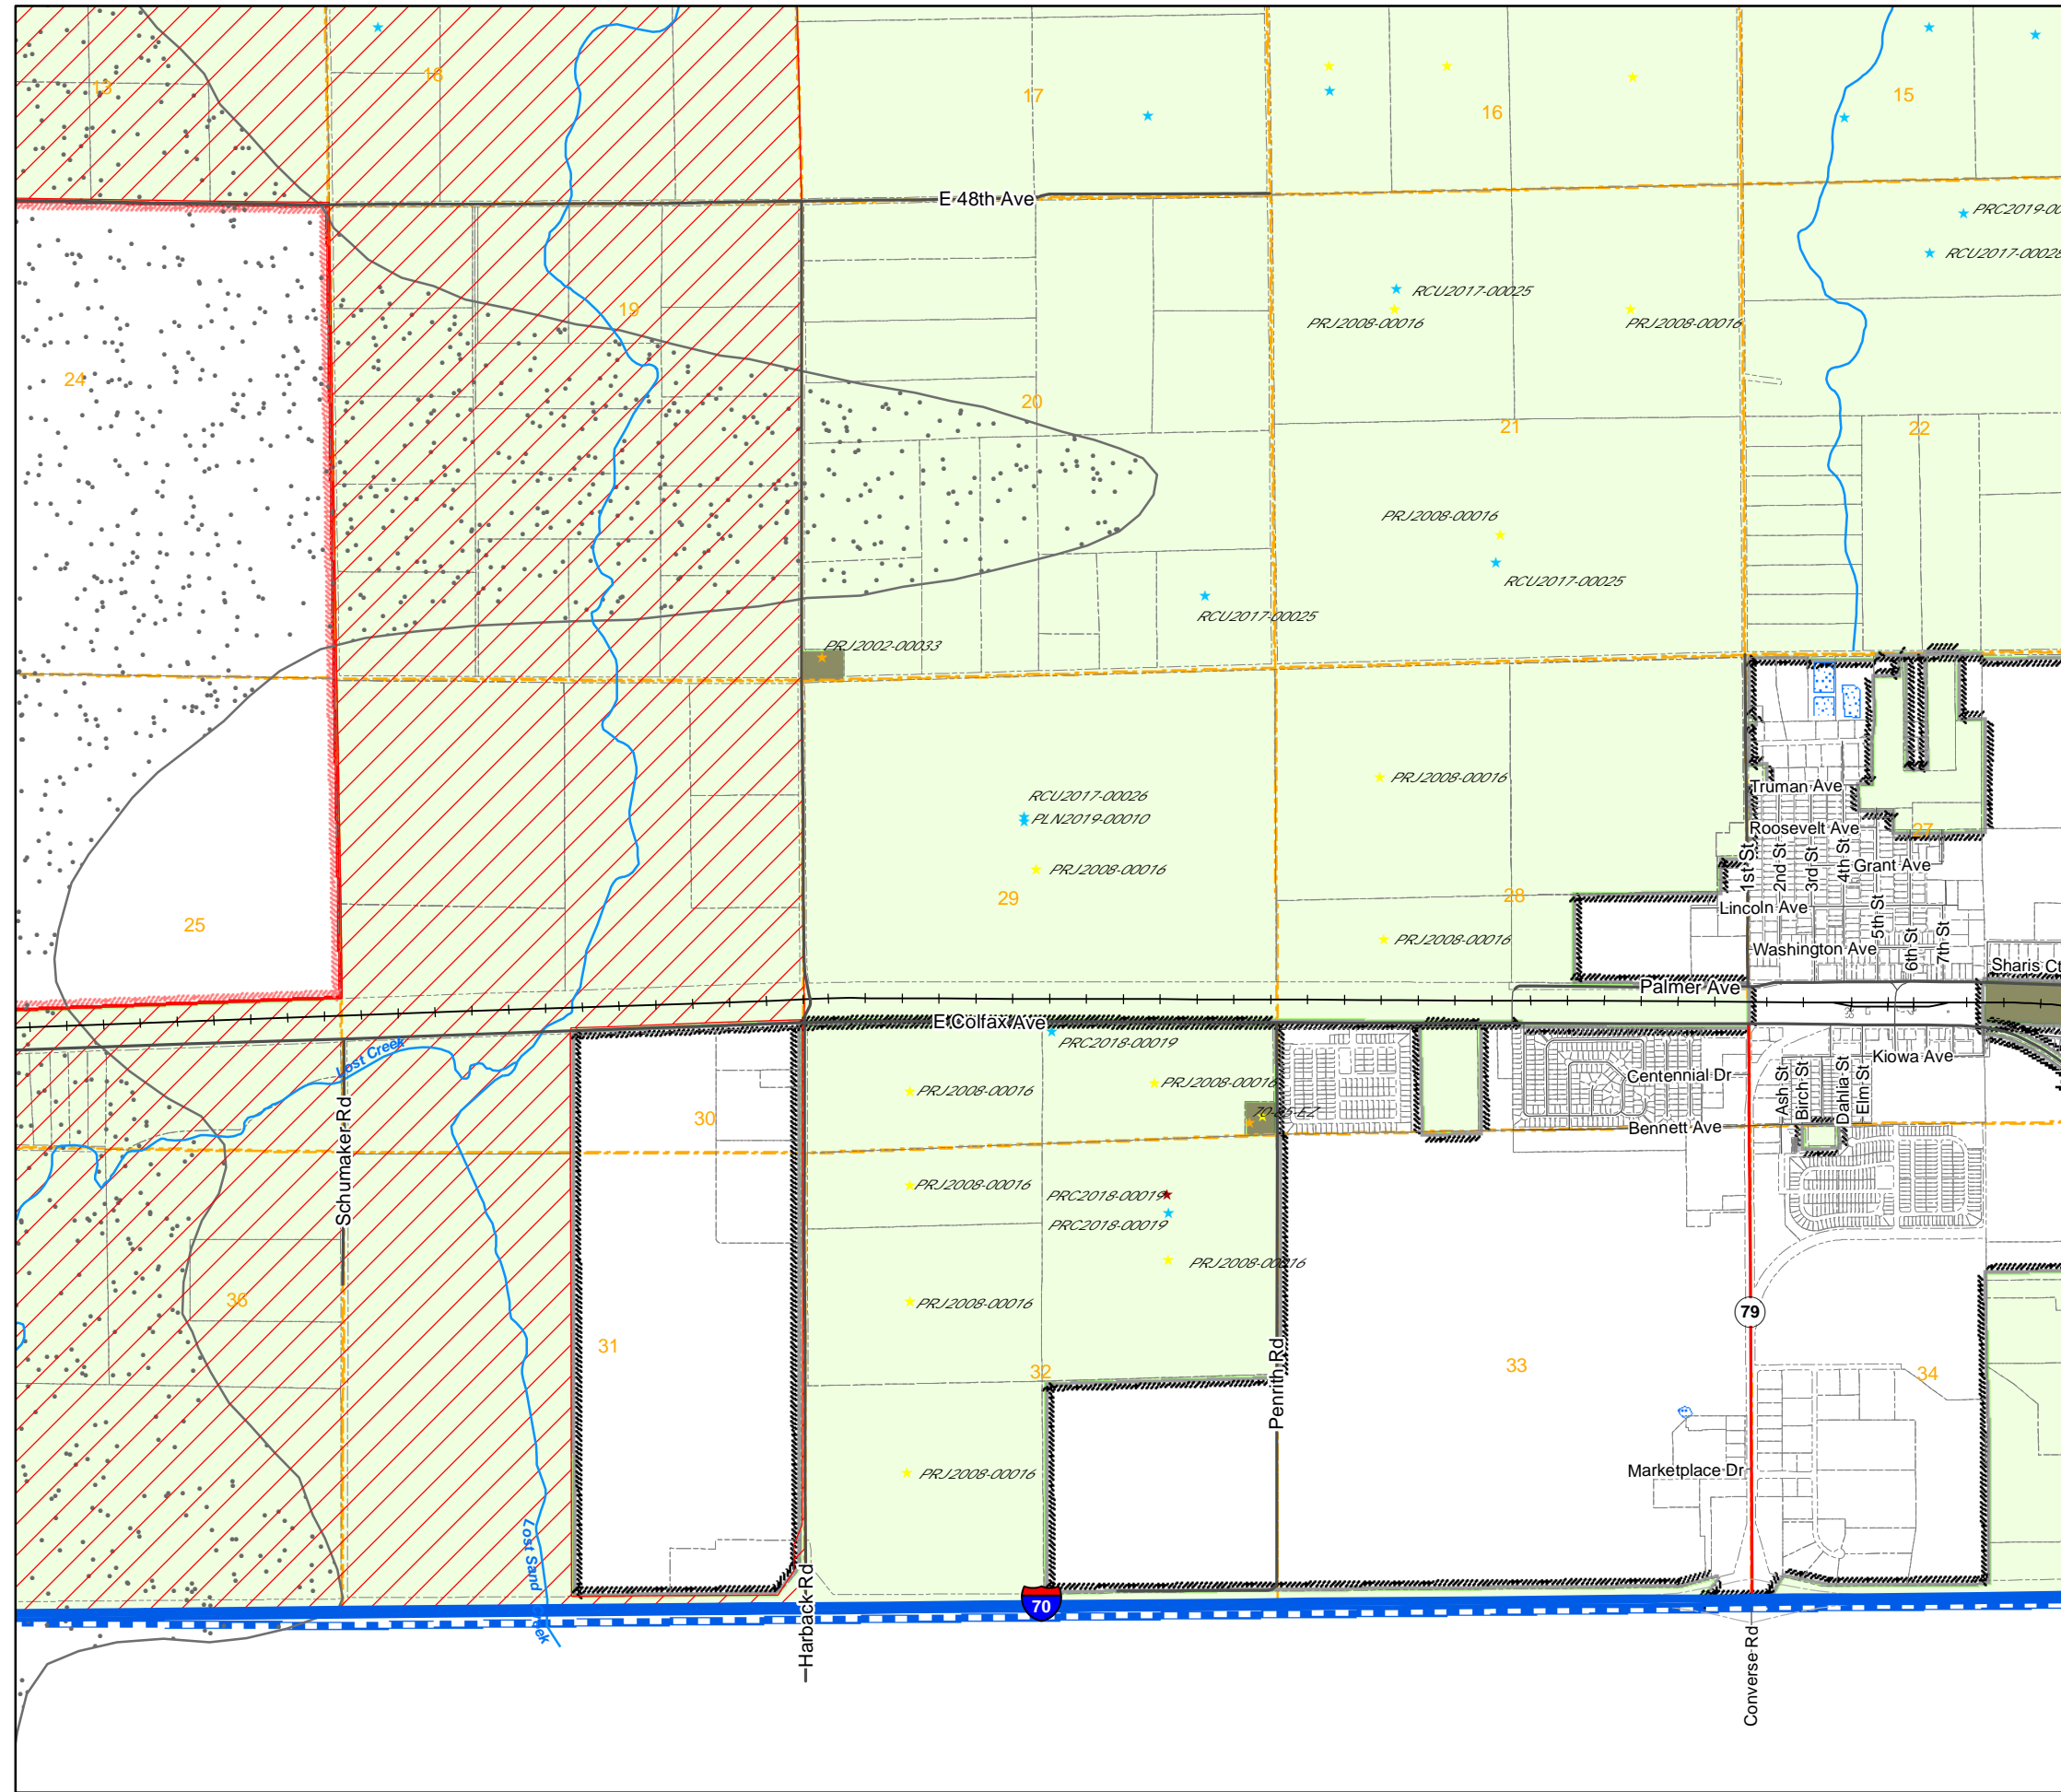 13
18
17
16
15
E 48th Ave
PRC2019-00
RCU2017-00028
RCU2017-00025
PRJ2008-00016
PRJ2008-00016
19
24
20
21
22
PRJ2008-00016
RCU2017-00025
RCU2017-00025
PRJ2002-00033
PRJ2008-00016
RCU2017-00026
PLN2019-00010
PRJ2008-00016
29
28
27
25
PRJ2008-00016
Truman Ave
Roosevelt Ave
1st St
2nd St
3rd St
4th St
Grant Ave
Lincoln Ave
5th St
Washington Ave
6th St
7th St
Sharis Ct
Palmer Ave
E Colfax Ave
PRC2018-00019
Lost Creek
Kiowa Ave
Centennial Dr
Ash St
Birch St
Dahlia St
Elm St
PRJ2008-00016
PRJ2008-00016
30
Bennett Ave
Schumaker Rd
PRJ2008-00016
PRC2018-00019
PRC2018-00019
PRJ2008-00016
36
PRJ2008-00016
79
31
32
33
34
Penrith Rd
PRJ2008-00016
Marketplace Dr
Lost Sand Creek
Harback Rd
70
Converse Rd